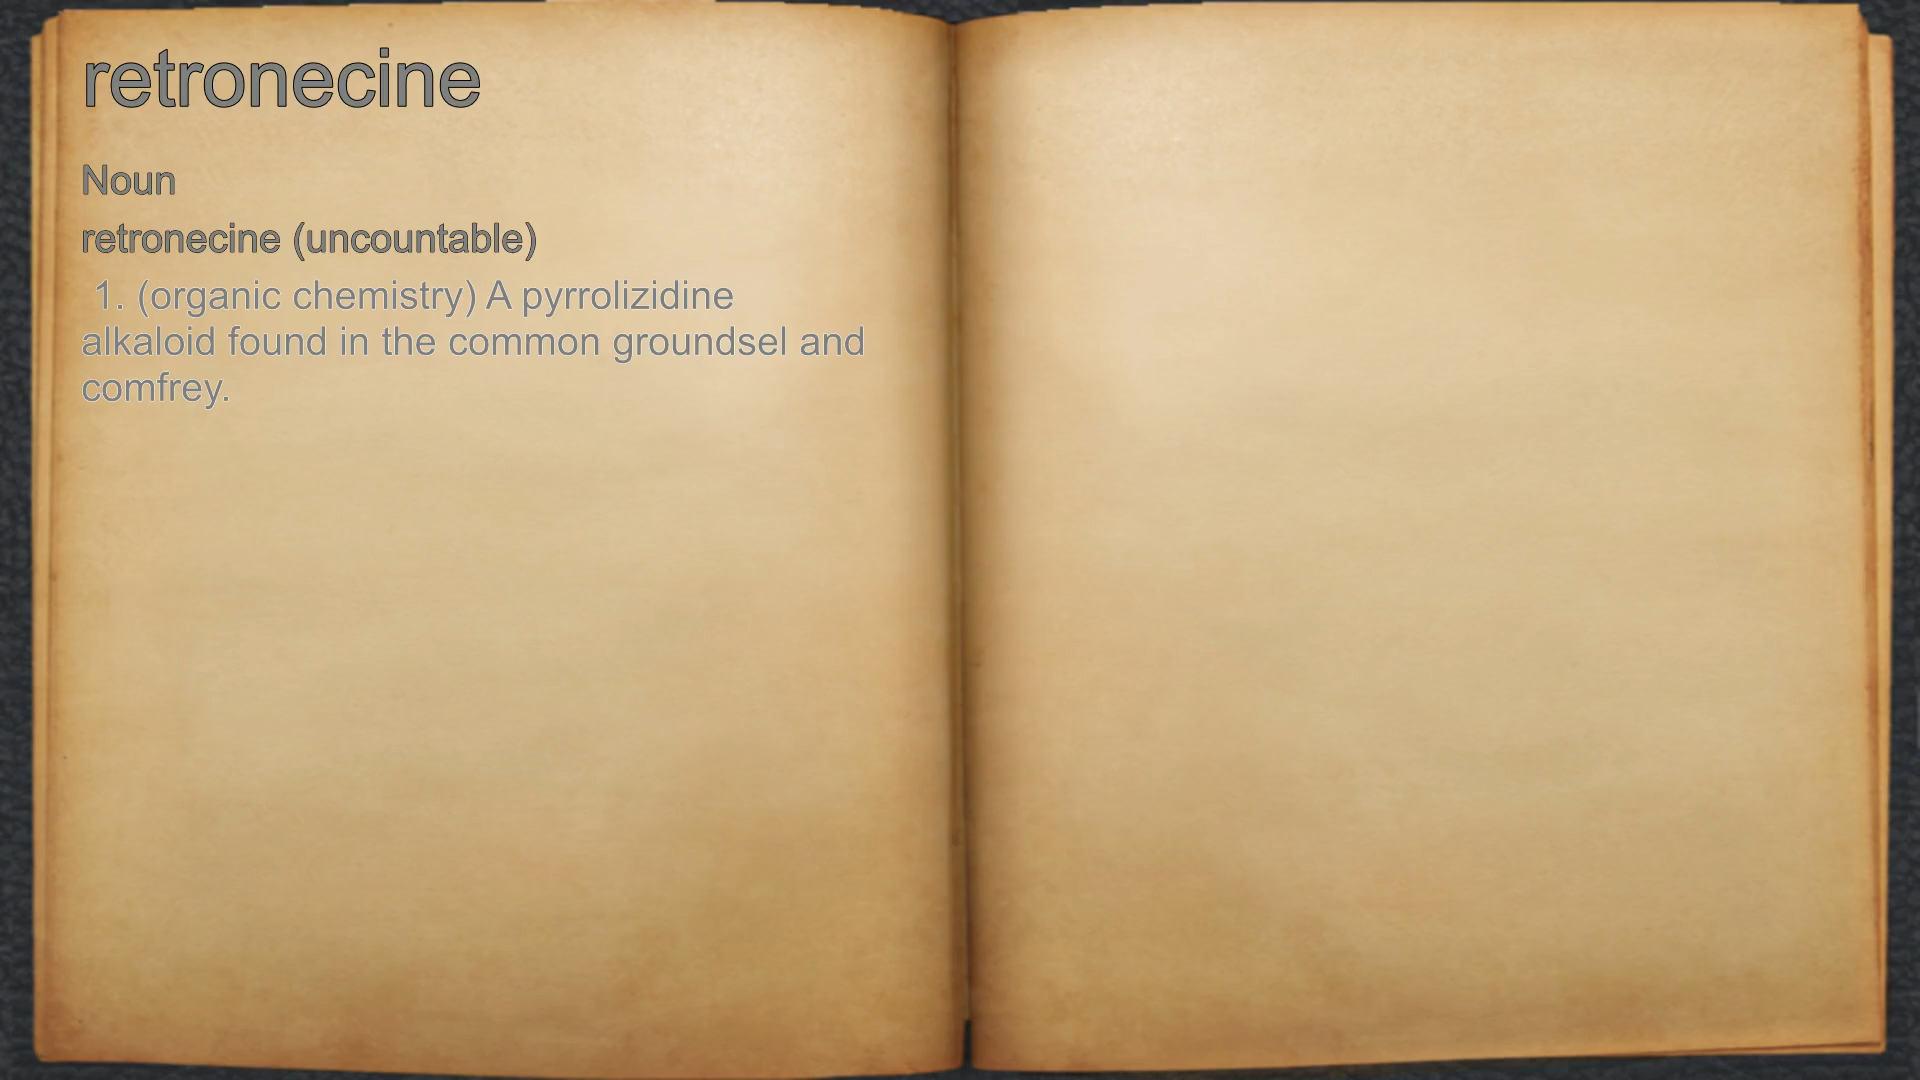 retronecine
Noun
retronecine (uncountable)
1. (organic chemistry) A pyrrolizidine
alkaloid found in the common groundsel and
comfrey.